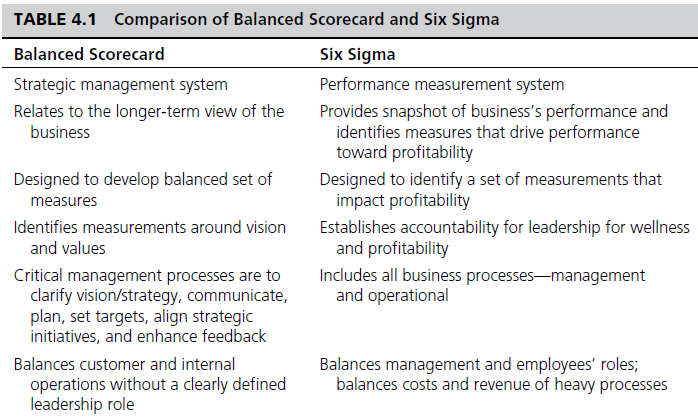 TABLE 4.1 Comparison of Balanced Scorecard and Six Sigma
Balanced Scorecard
Six Sigma
Strategic management system
Performance measurement system
Relates to the longer-term view of the
business
Provides snapshot of business's performance and
identifies measures that drive performance
toward profitability
Designed to develop balanced set of
measures
Designed to identify a set of measurements that
impact profitability
Identifies measurements around vision
and values
Establishes accountability for leadership for wellness
and profitability
Critical management processes are to
clarify vision/strategy, communicate,
plan, set targets, align strategic
initiatives, and enhance feedback
Includes all business processes—management
and operational
Balances customer and internal
operations without a clearly defined
leadership role
Balances management and employees' roles;
balances costs and revenue of heavy processes